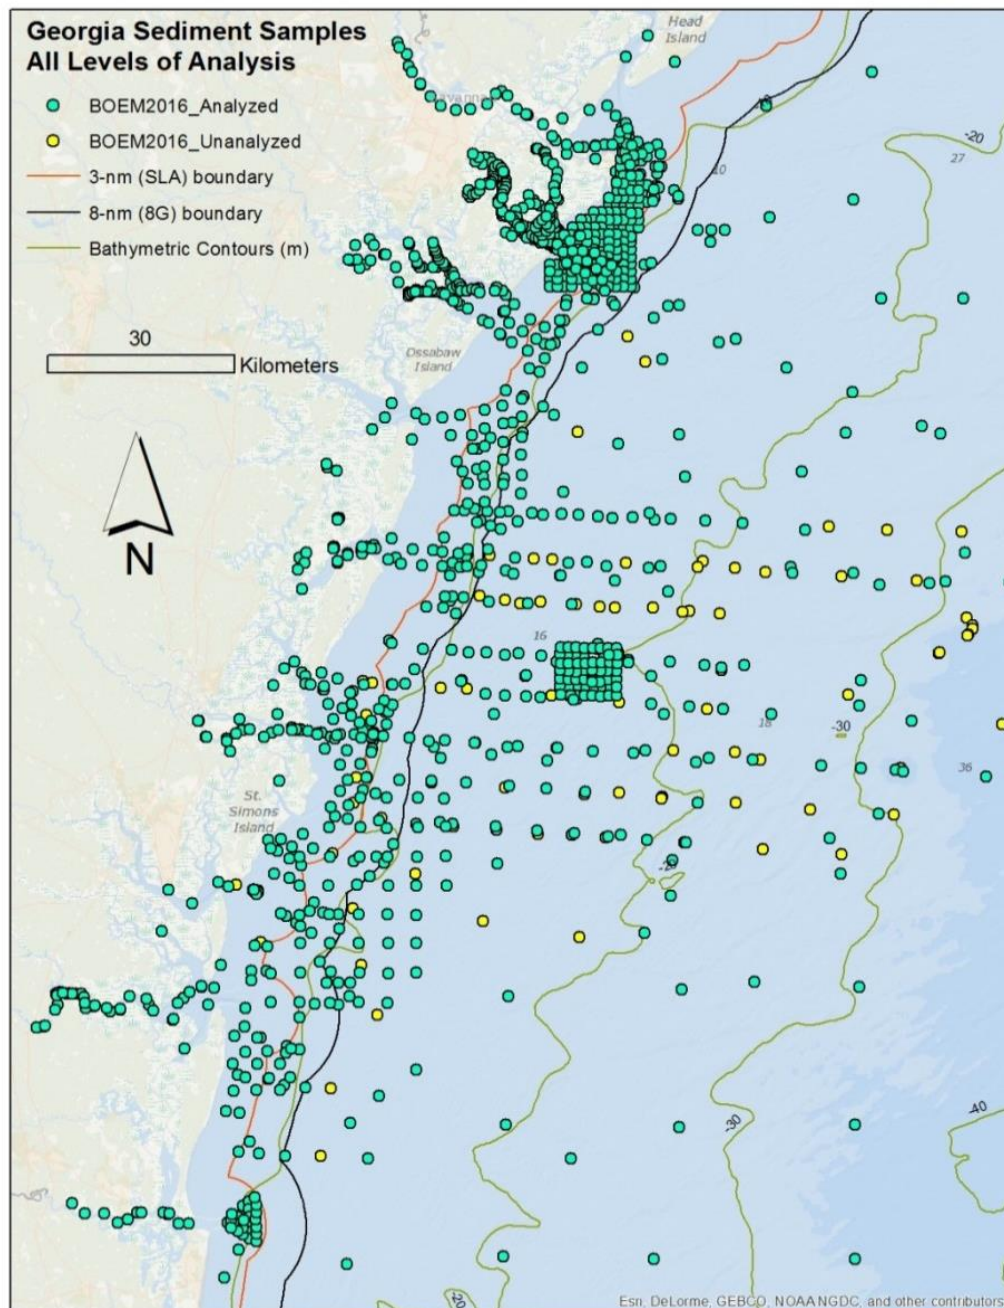 Georgia Sediment Samples
All Levels of Analysis
BOEM2016_Analyzed
BOEM2016_Unanalyzed
3-nm (SLA) boundary
8-nm (8G) boundary
Bathymetric Contours (m)
30
Kilometers
N
Head
Island
-20
27
10
Ossabaw
Island
16
18
-30
36
St.
Simons
Island
-20
-30
-40
-20
Esri, DeLorme, GEBCO, NOAA NGDC, and other contributors